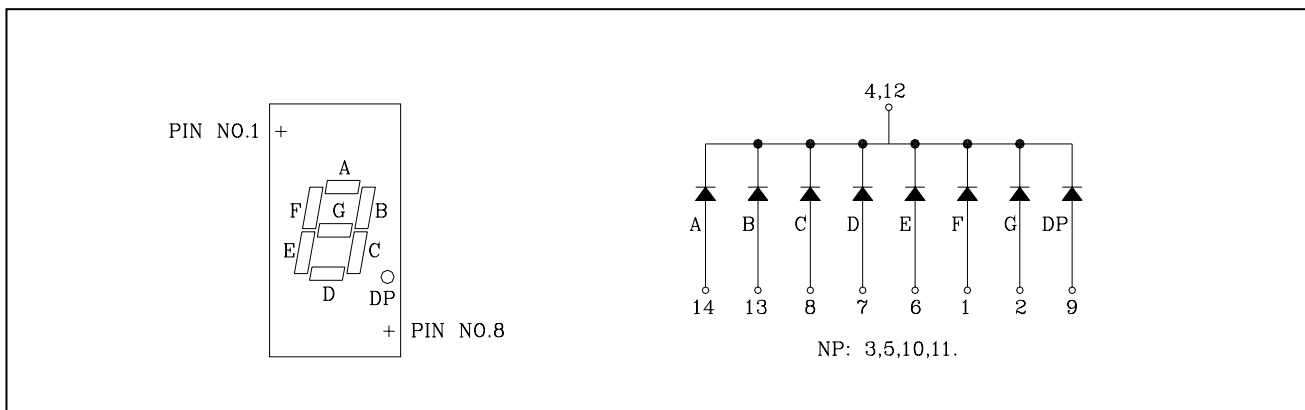 PIN NO.1
A
F G B
E C
D DP
PIN NO.8
4,12
A B C D E F G DP
14 13 8 7 6 1 2 9
NP: 3,5,10,11.